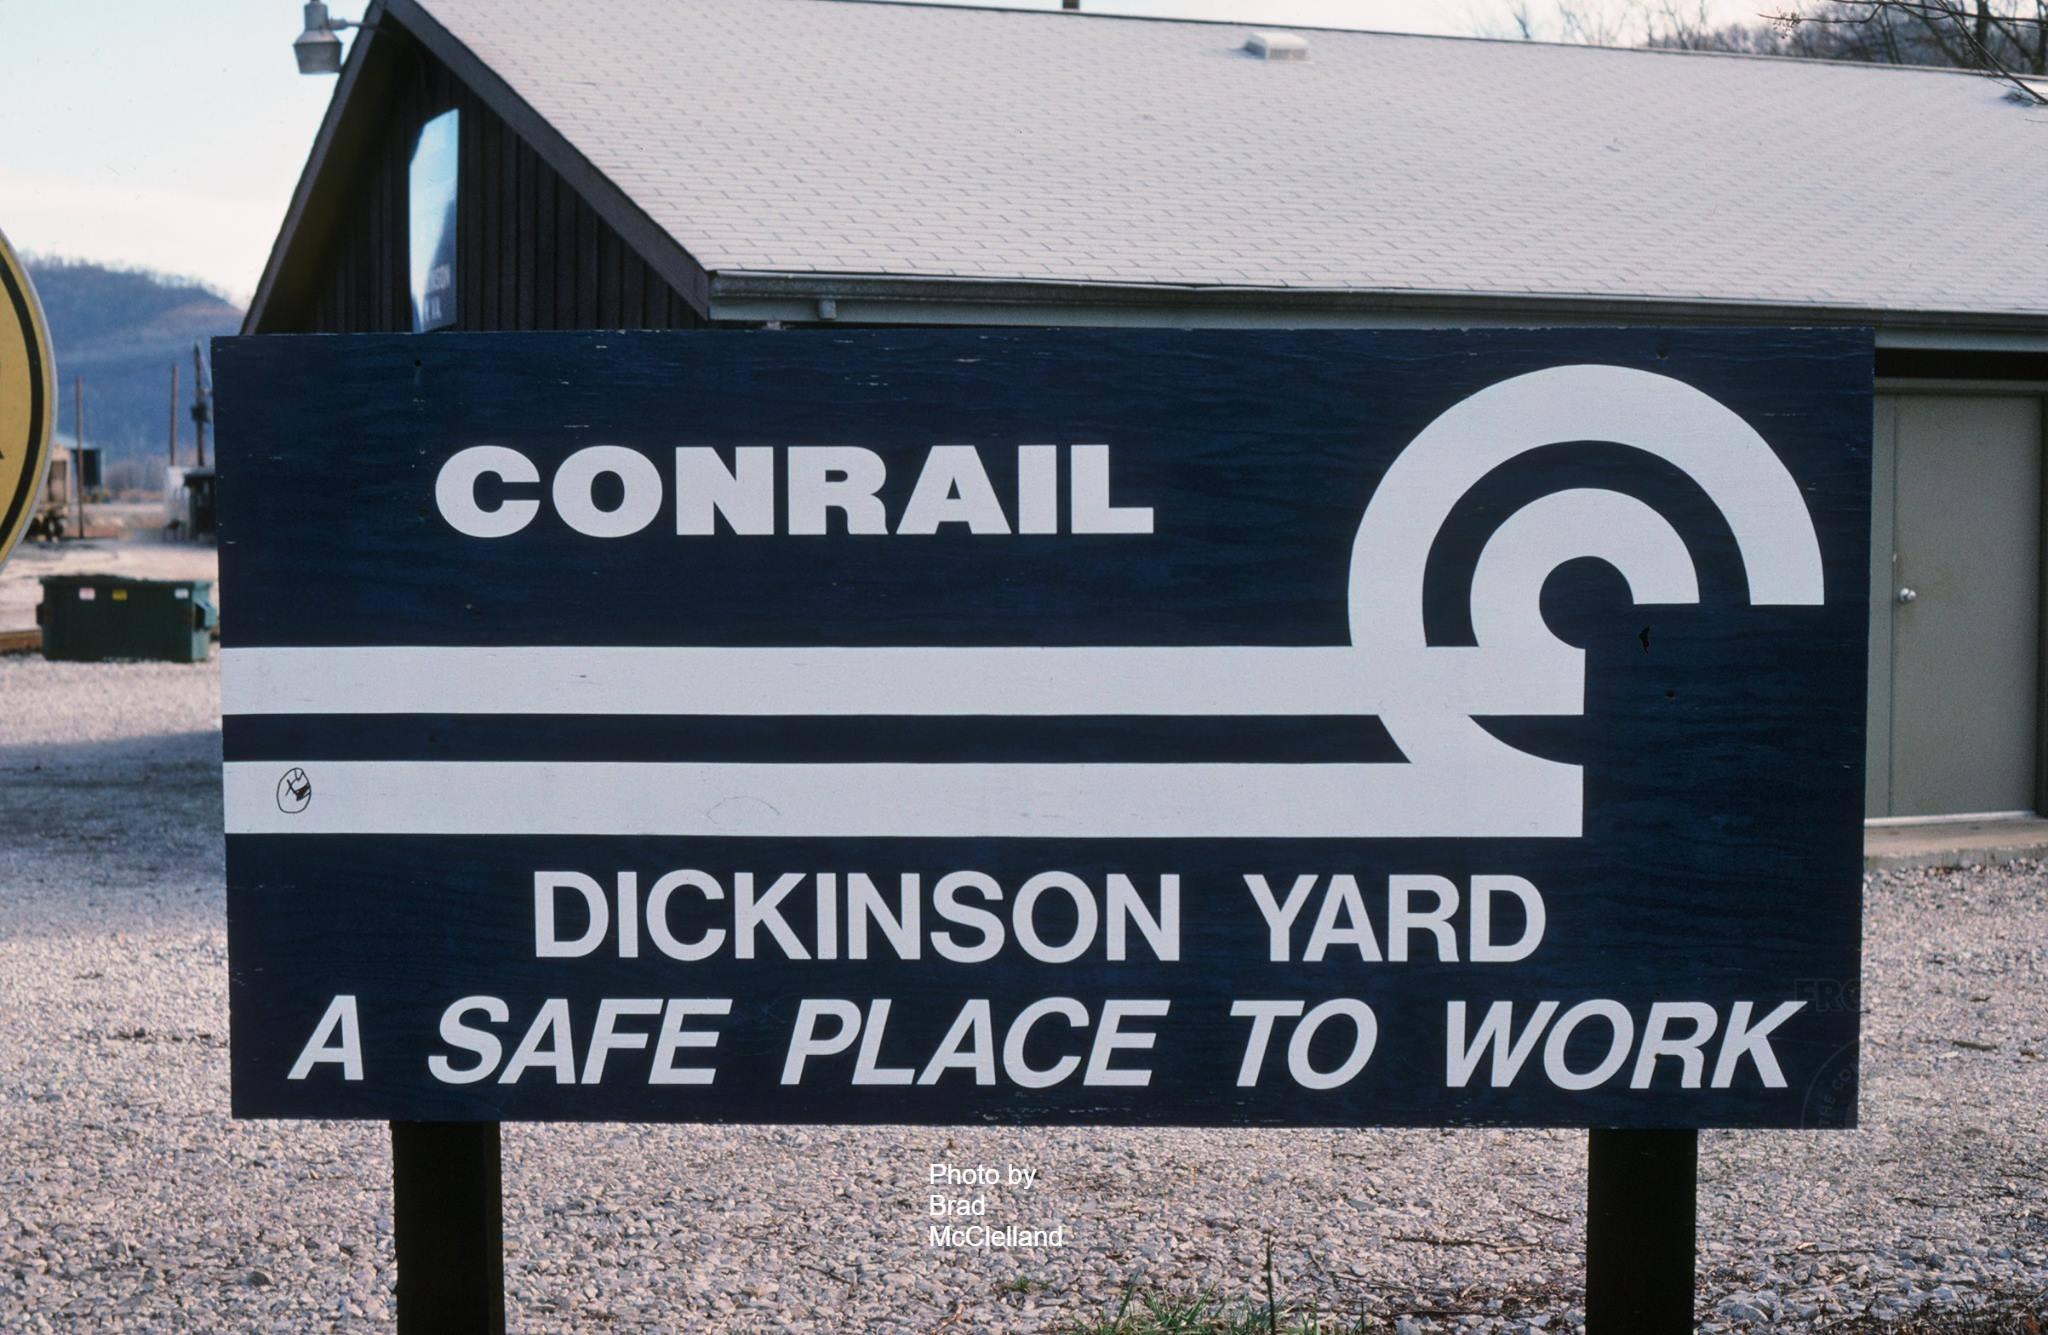 CONRAIL
DICKINSON YARD
A SAFE PLACE TO WORK
Photo by
Brad
McClelland